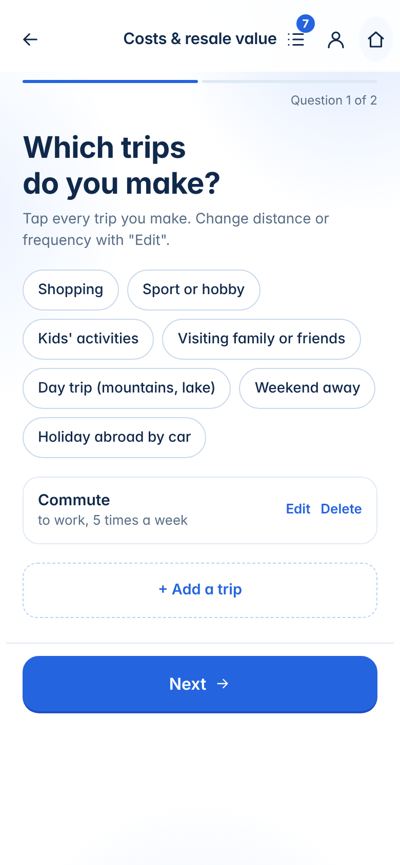 Costs & resale value
7
Question 1 of 2
Which trips
do you make?
Tap every trip you make. Change distance or
frequency with "Edit".
Shopping
Sport or hobby
Kids' activities
Visiting family or friends
Day trip (mountains, lake)
Weekend away
Holiday abroad by car
Commute
to work, 5 times a week
Edit
Delete
+ Add a trip
Next →